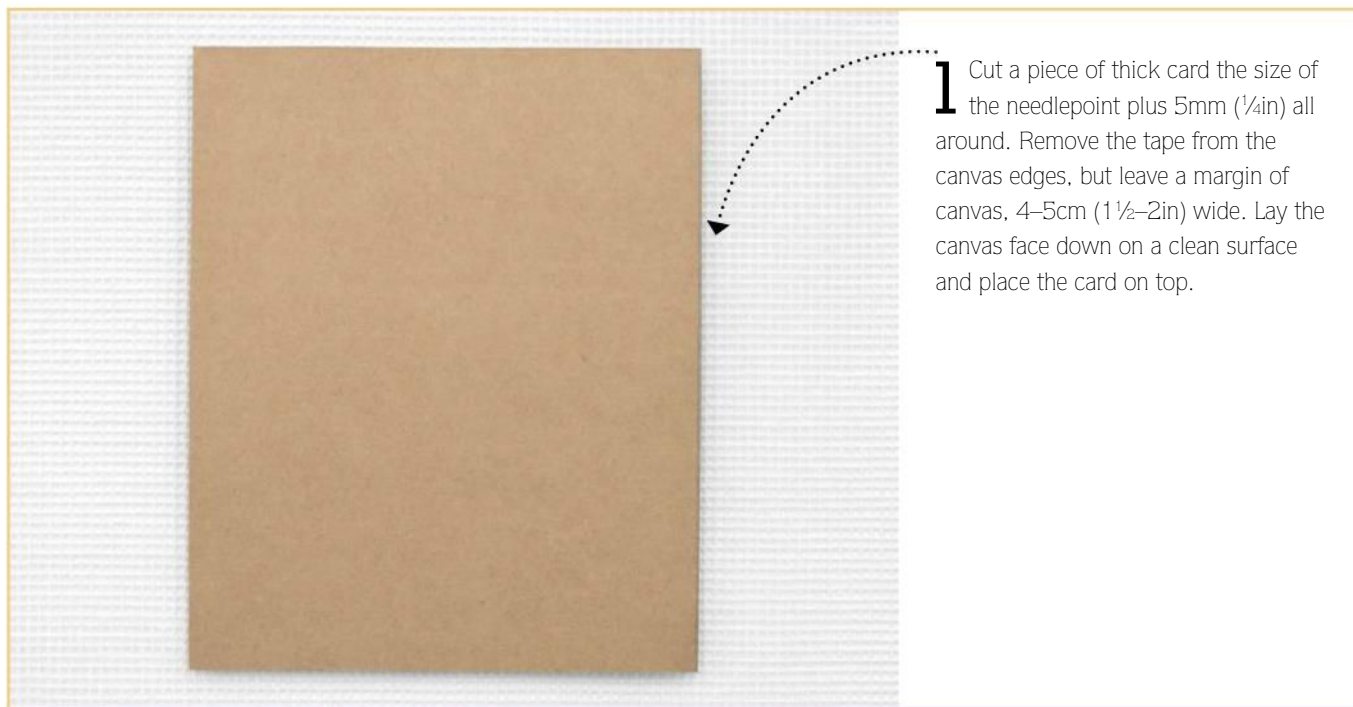 1 Cut a piece of thick card the size of
the needlepoint plus 5mm (¼in) all
around. Remove the tape from the
canvas edges, but leave a margin of
canvas, 4–5cm (1½–2in) wide. Lay the
canvas face down on a clean surface
and place the card on top.